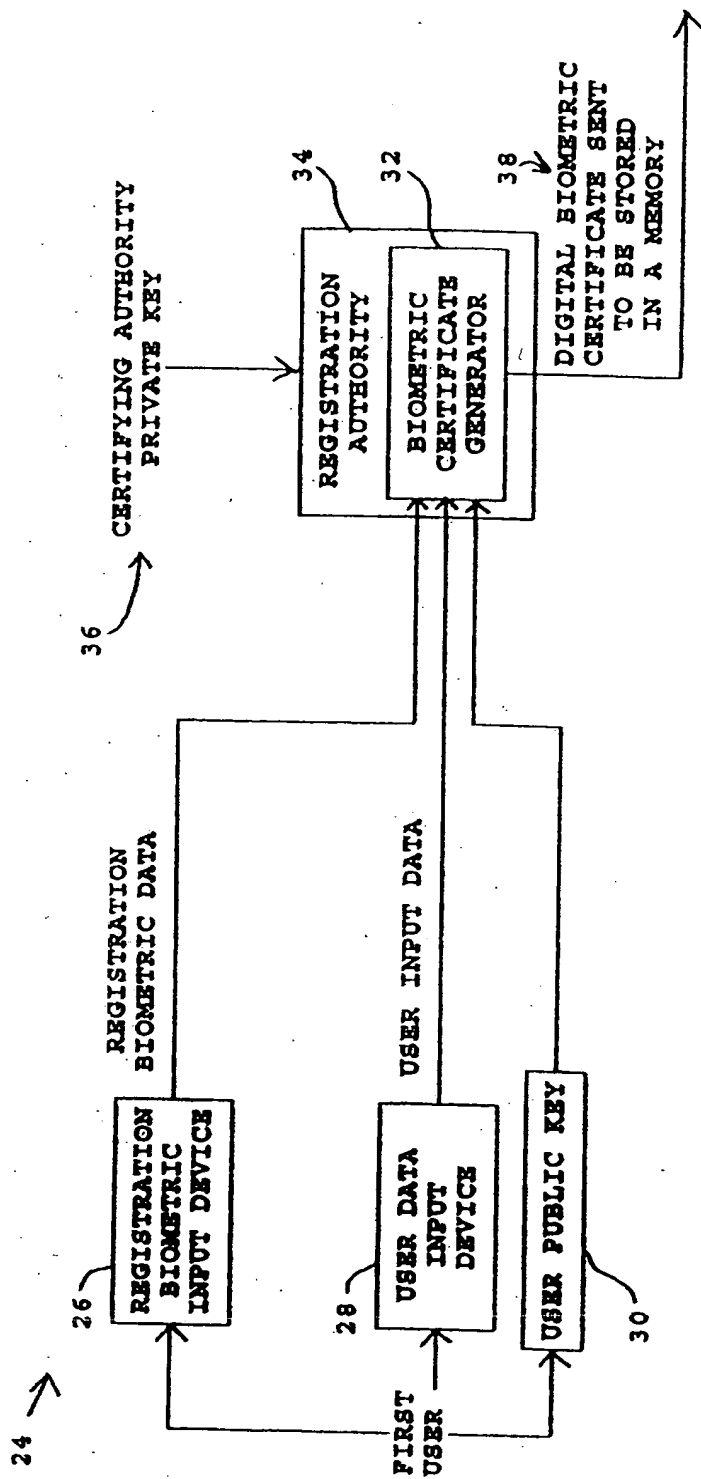 24
FIRST
USER
26
REGISTRATION
BIOMETRIC
INPUT DEVICE
REGISTRATION
BIOMETRIC DATA
28
USER DATA
INPUT
DEVICE
USER INPUT DATA
USER PUBLIC KEY
30
36
CERTIFYING AUTHORITY
PRIVATE KEY
34
REGISTRATION
AUTHORITY
32
BIOMETRIC
CERTIFICATE
GENERATOR
38
DIGITAL BIOMETRIC
CERTIFICATE SENT
TO BE STORED
IN A MEMORY